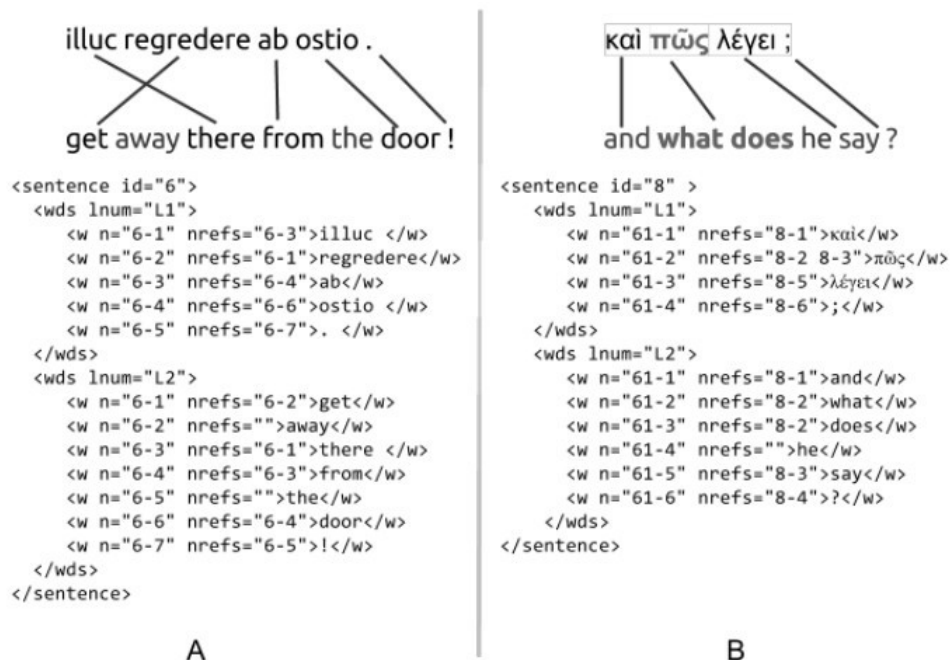 illuc regredere ab ostio .
get away there from the door !
<sentence id="6">
<wds lnum="L1">
<w n="6-1" nrefs="6-3">illuc </w>
<w n="6-2" nrefs="6-1">regredere</w>
<w n="6-3" nrefs="6-4">ab</w>
<w n="6-4" nrefs="6-6">ostio </w>
<w n="6-5" nrefs="6-7">. </w>
</wds>
<wds lnum="L2">
<w n="6-1" nrefs="6-2">get</w>
<w n="6-2" nrefs="">away</w>
<w n="6-3" nrefs="6-1">there </w>
<w n="6-4" nrefs="6-3">from</w>
<w n="6-5" nrefs="">the</w>
<w n="6-6" nrefs="6-4">door</w>
<w n="6-7" nrefs="6-5">!</w>
</wds>
</sentence>
A
καὶ πῶς λέγει ;
and what does he say ?
<sentence id="8" >
<wds lnum="L1">
<w n="61-1" nrefs="8-1">καὶ</w>
<w n="61-2" nrefs="8-2 8-3">πῶς</w>
<w n="61-3" nrefs="8-5">λέγει</w>
<w n="61-4" nrefs="8-6">;</w>
</wds>
<wds lnum="L2">
<w n="61-1" nrefs="8-1">and</w>
<w n="61-2" nrefs="8-2">what</w>
<w n="61-3" nrefs="8-2">does</w>
<w n="61-4" nrefs="">he</w>
<w n="61-5" nrefs="8-3">say</w>
<w n="61-6" nrefs="8-4">?</w>
</wds>
</sentence>
B